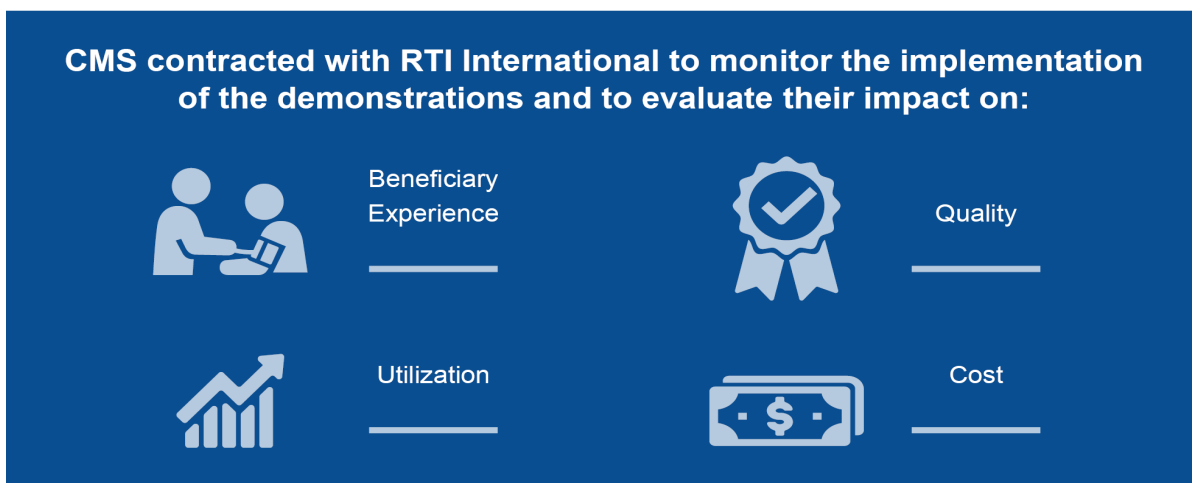 CMS contracted with RTI International to monitor the implementation
of the demonstrations and to evaluate their impact on:
Beneficiary
Experience
Quality
Utilization
Cost
$